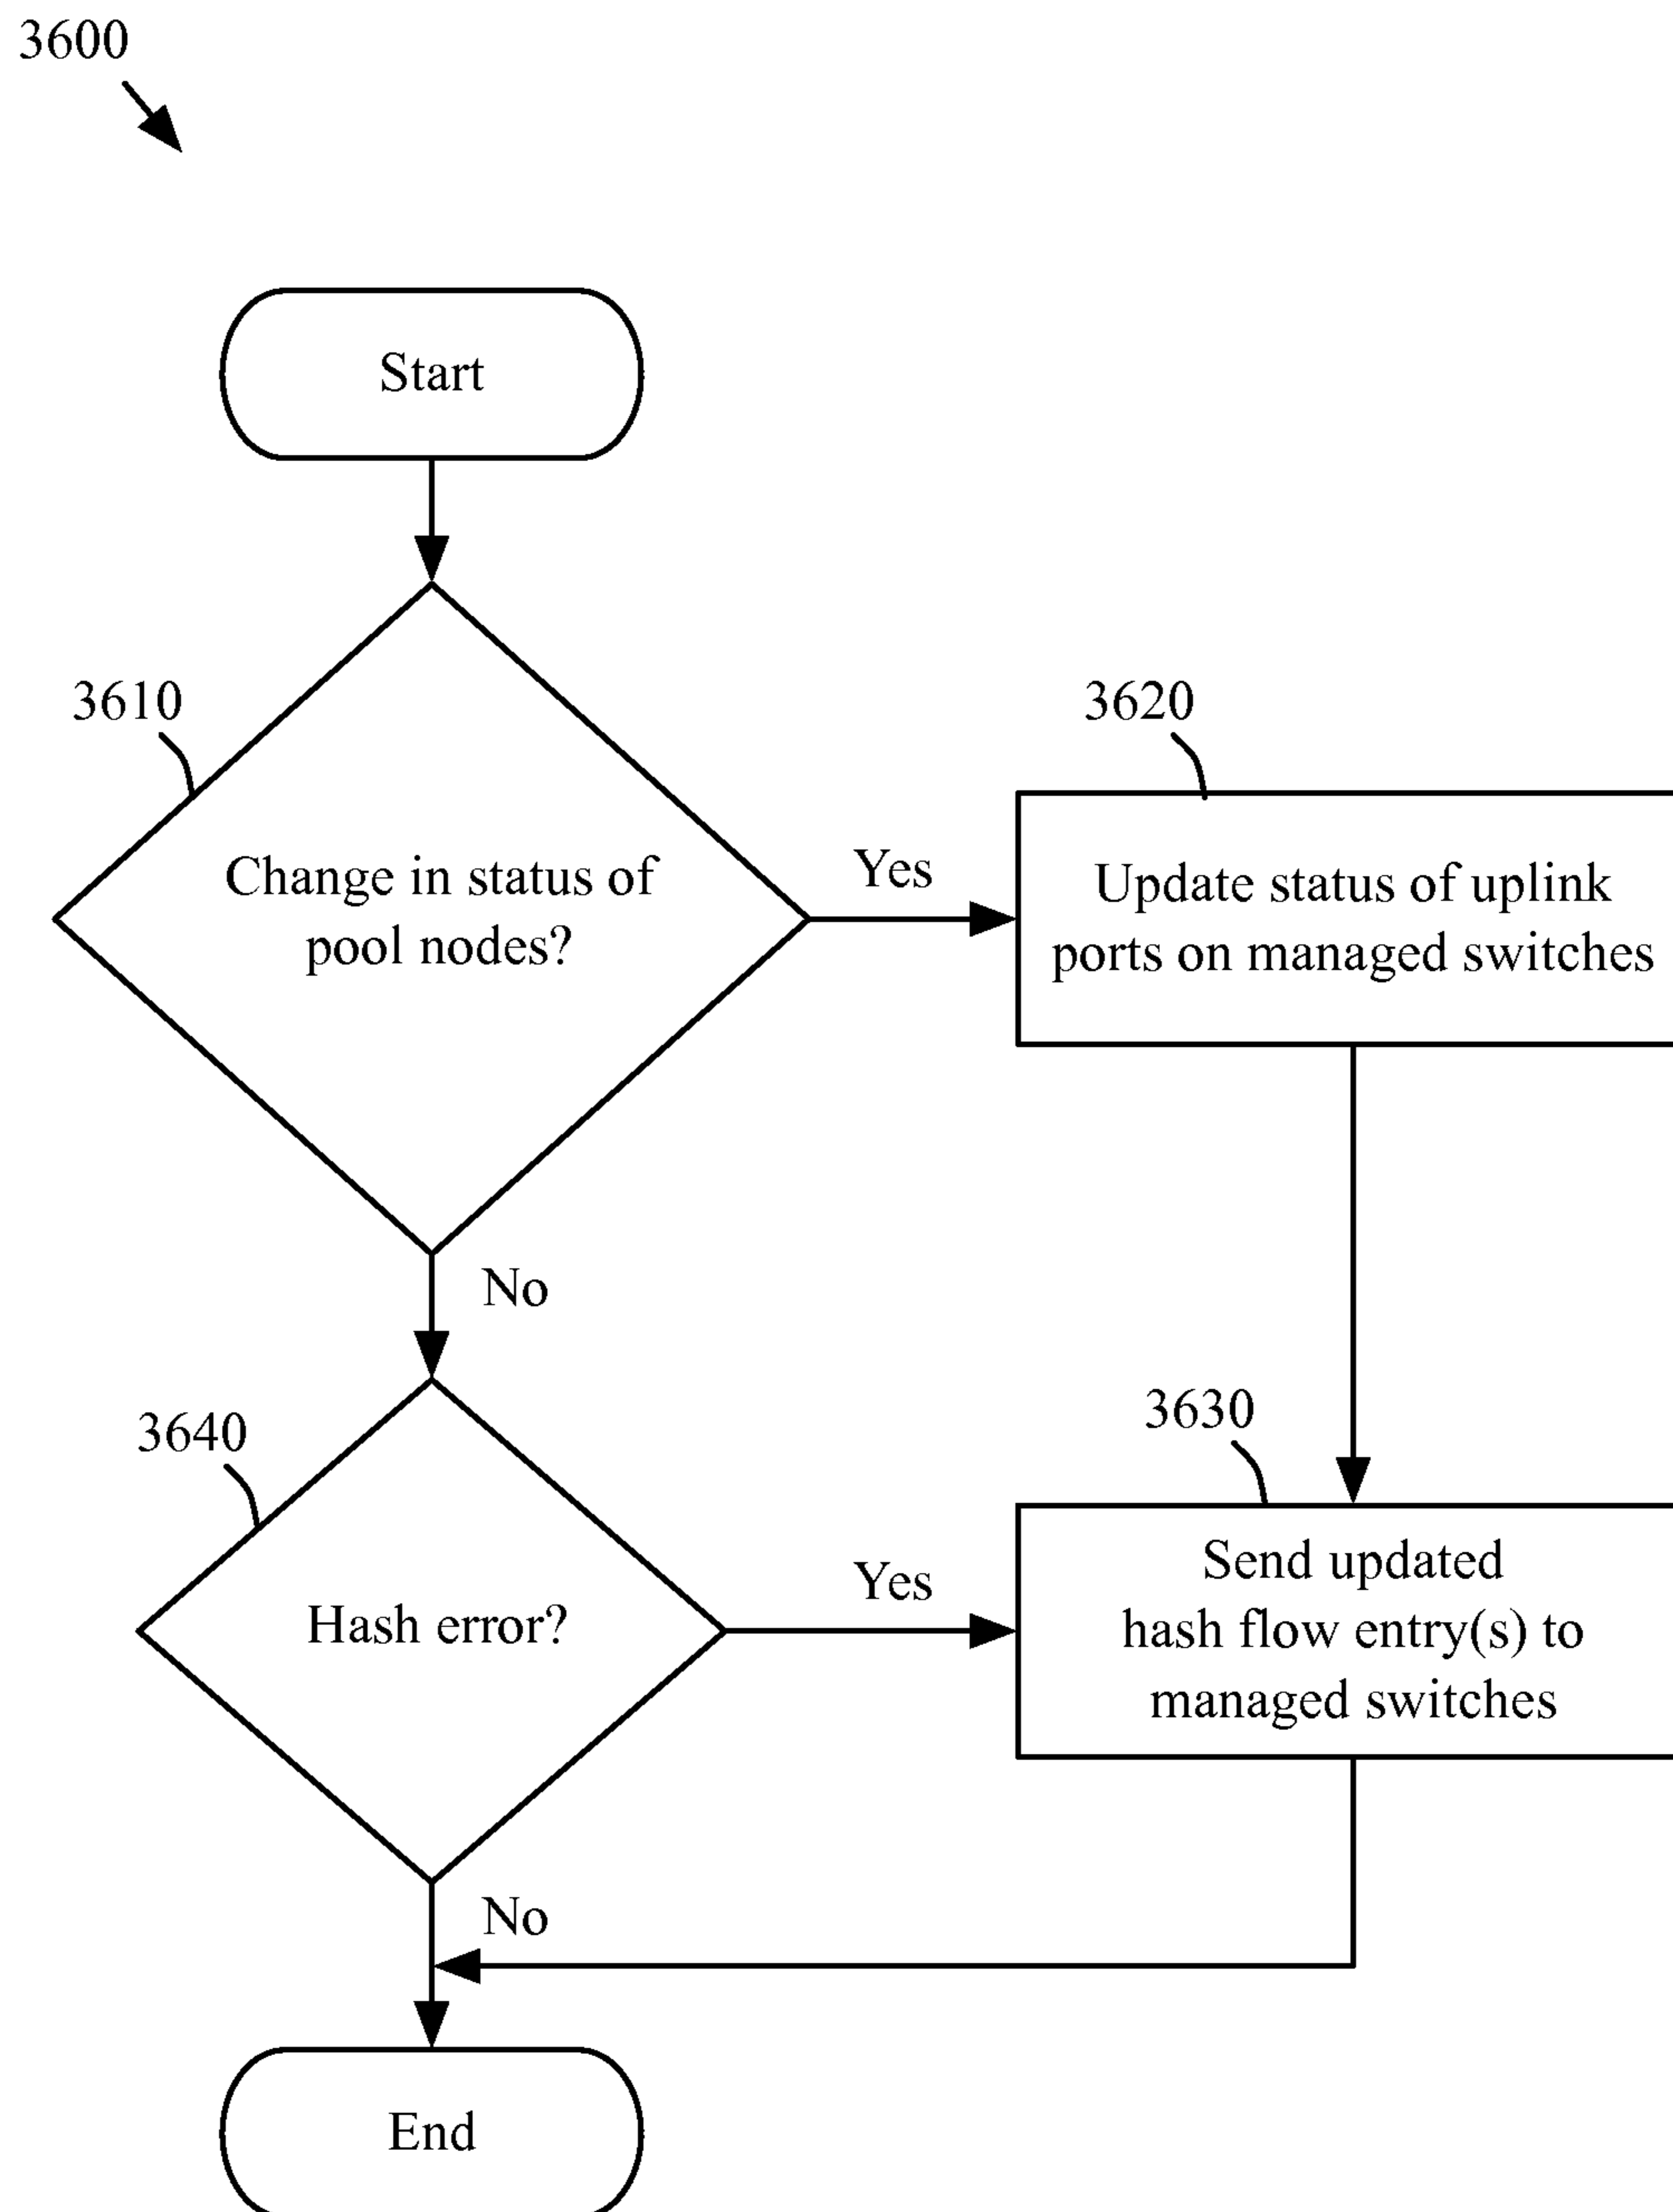 3600
Start
3610
Change in status of
pool nodes?
Yes
3620
Update status of uplink
ports on managed switches
No
3640
Hash error?
Yes
3630
Send updated
hash flow entry(s) to
managed switches
No
End